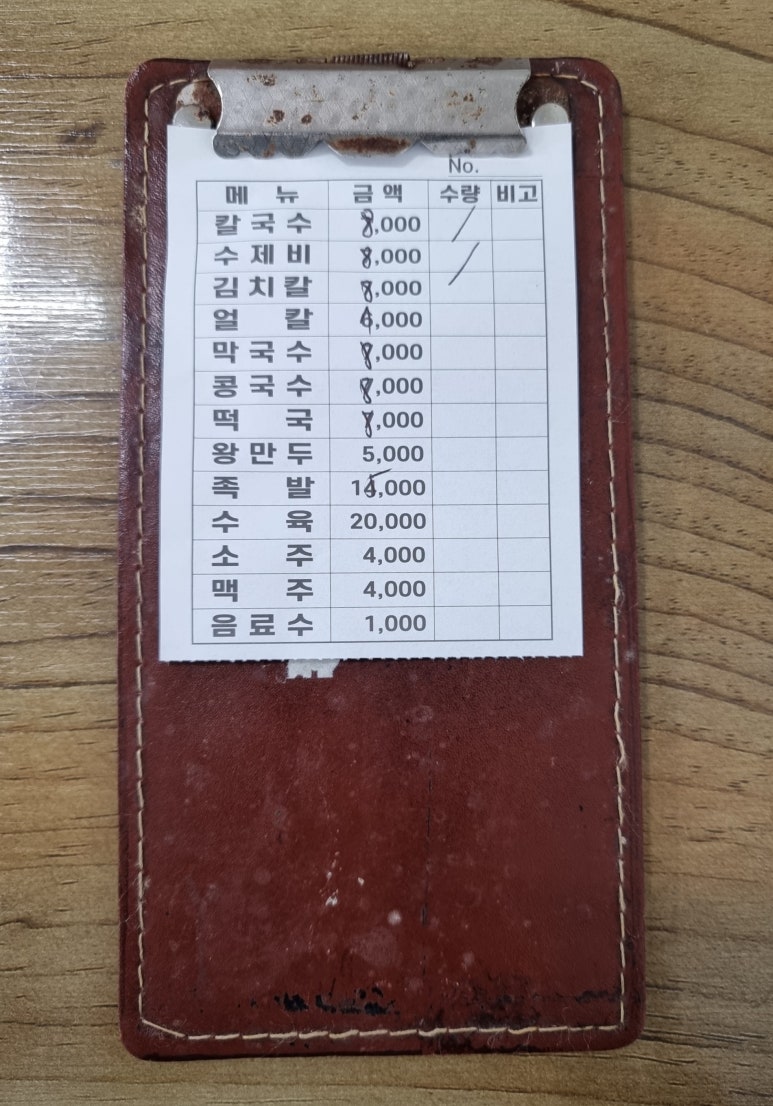 No.
메 뉴 금 액 수량 비고
칼 국 수 8,000 /
수 제 비 8,000 /
김 치 칼 8,000
얼 칼 ,000
막 국 수 8,000
콩 국 수 8,000
떡 국 8,000
왕 만 두 5,000
족 발 15,000
수 육 20,000
소 주 4,000
맥 주 4,000
음 료 수 1,000